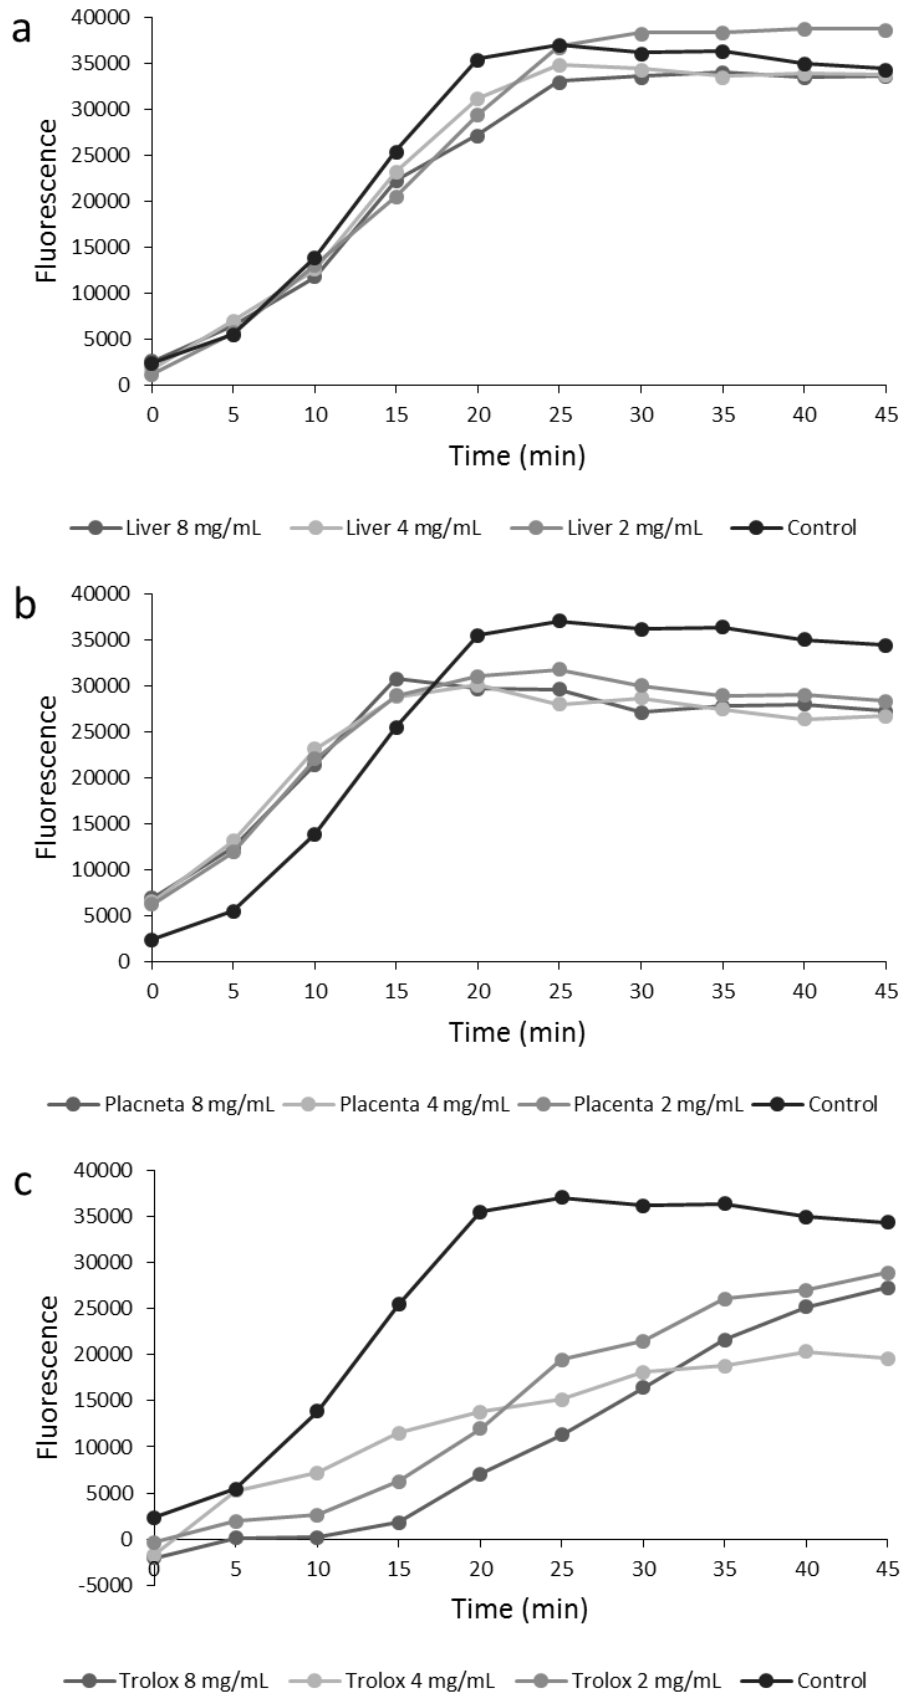 a
40000
35000
30000
25000
20000
15000
10000
5000
0
Fluorescence
0 5 10 15 20 25 30 35 40 45
Time (min)
Liver 8 mg/mL Liver 4 mg/mL Liver 2 mg/mL Control
b
40000
35000
30000
25000
20000
15000
10000
5000
0
Fluorescence
0 5 10 15 20 25 30 35 40 45
Time (min)
Placneta 8 mg/mL Placenta 4 mg/mL Placenta 2 mg/mL Control
c
40000
35000
30000
25000
20000
15000
10000
5000
0
-5000
Fluorescence
0 5 10 15 20 25 30 35 40 45
Time (min)
Trolox 8 mg/mL Trolox 4 mg/mL Trolox 2 mg/mL Control